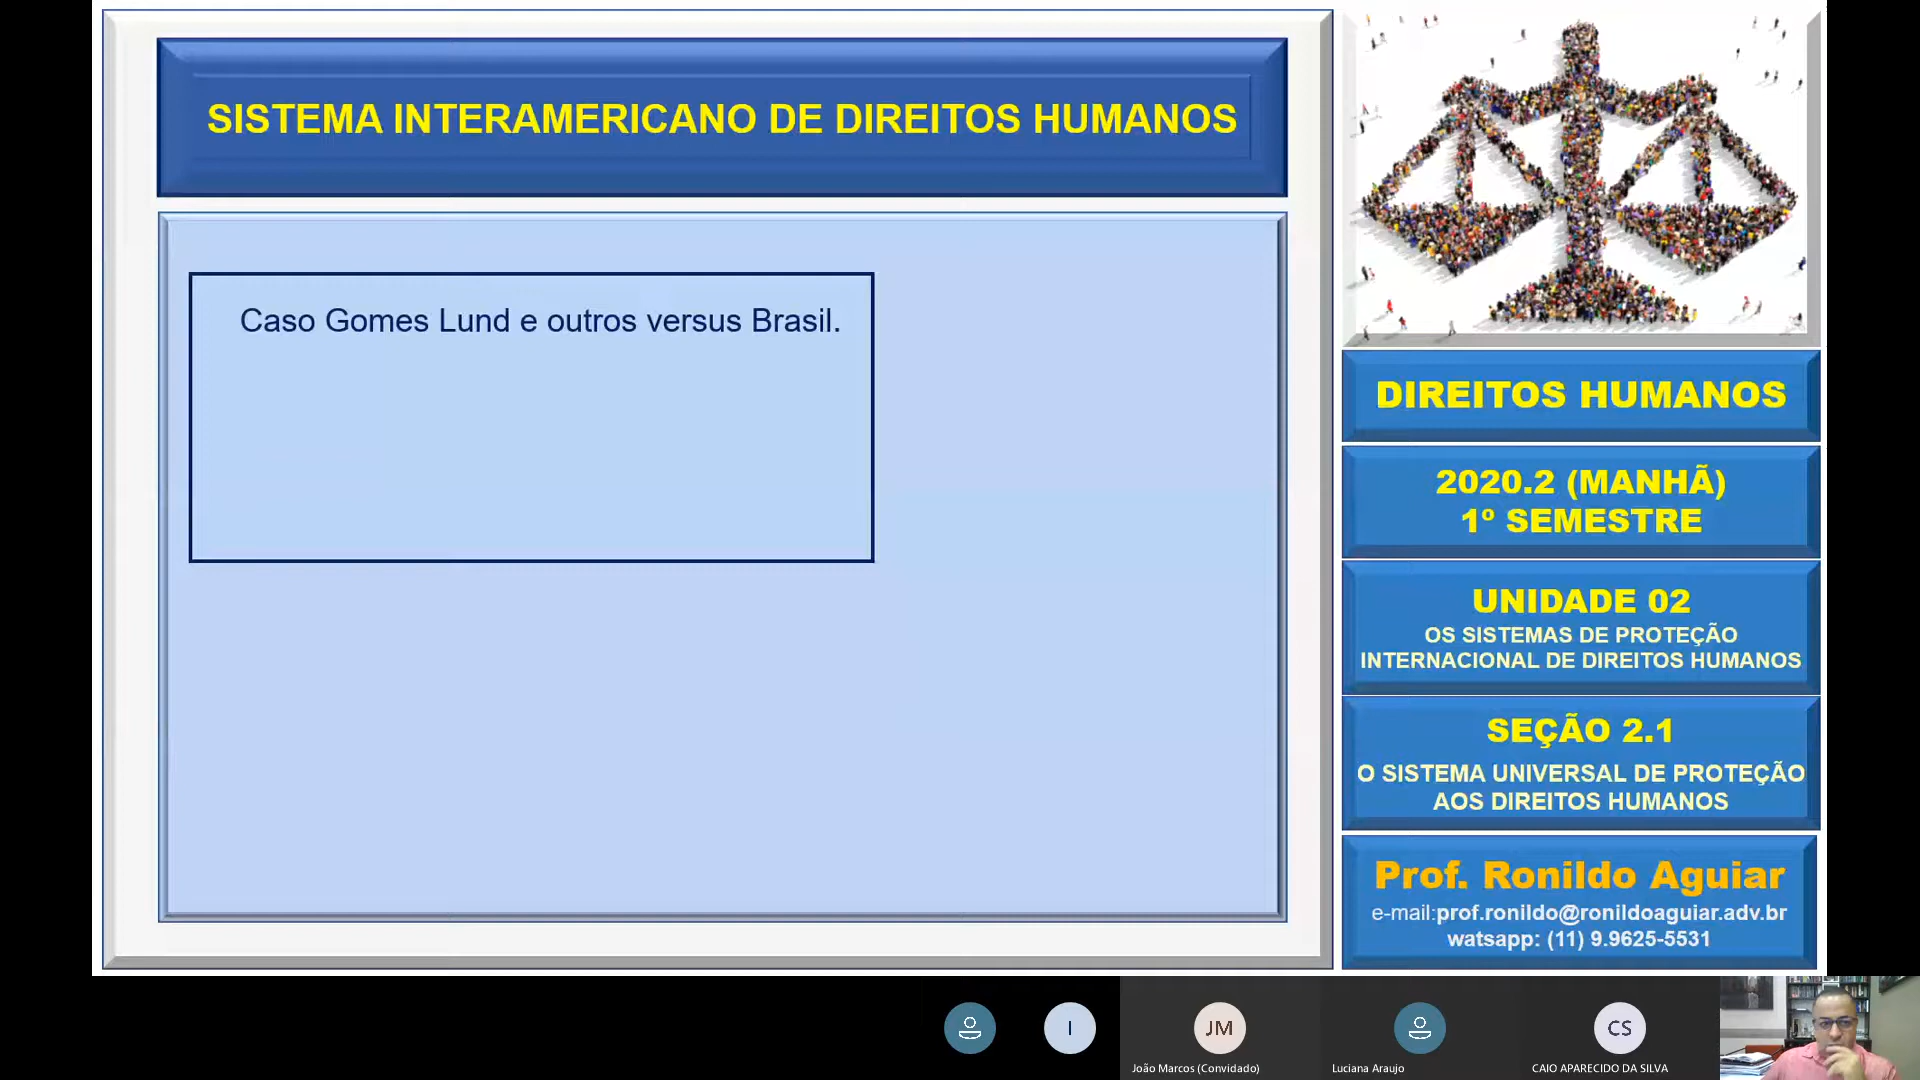 SISTEMA INTERAMERICANO DE DIREITOS HUMANOS
Caso Gomes Lund e outros versus Brasil.
DIREITOS HUMANOS
2020.2 (MANHÃ)
1º SEMESTRE
UNIDADE 02
OS SISTEMAS DE PROTEÇÃO
INTERNACIONAL DE DIREITOS HUMANOS
SEÇÃO 2.1
O SISTEMA UNIVERSAL DE PROTEÇÃO
AOS DIREITOS HUMANOS
Prof. Ronildo Aguiar
e-mail:prof.ronildo@ronildoaguiar.adv.br
watsapp: (11) 9.9625-5531
I
JM
CS
João Marcos (Convidado)
Luciana Araujo
CAIO APARECIDO DA SILVA